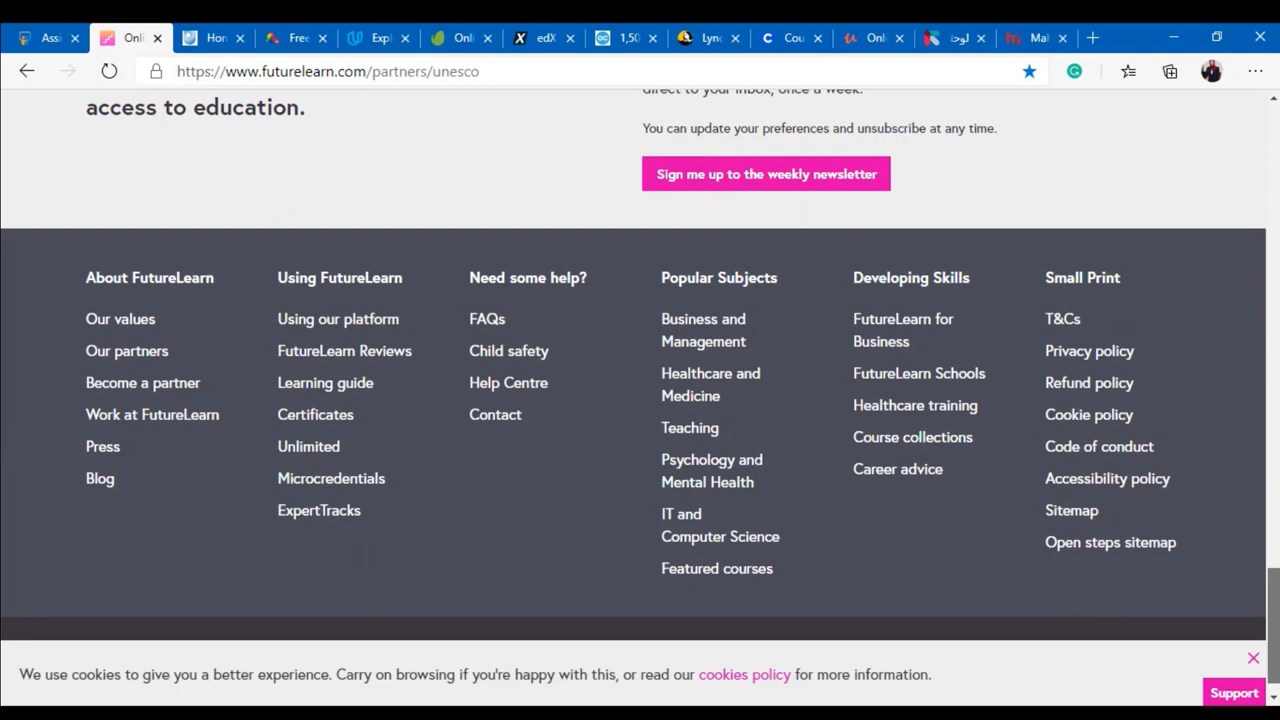 Assi
Onli
Hon
Free
Expl
Onli
edX
1,50
Lync
Cou
Onli
لوحة
Mal
https://www.futurelearn.com/partners/unesco
access to education.
direct to your inbox, once a week.
You can update your preferences and unsubscribe at any time.
Sign me up to the weekly newsletter
About FutureLearn
Our values
Our partners
Become a partner
Work at FutureLearn
Press
Blog
Using FutureLearn
Using our platform
FutureLearn Reviews
Learning guide
Certificates
Unlimited
Microcredentials
ExpertTracks
Need some help?
FAQs
Child safety
Help Centre
Contact
Popular Subjects
Business and
Management
Healthcare and
Medicine
Teaching
Psychology and
Mental Health
IT and
Computer Science
Featured courses
Developing Skills
FutureLearn for
Business
FutureLearn Schools
Healthcare training
Course collections
Career advice
Small Print
T&Cs
Privacy policy
Refund policy
Cookie policy
Code of conduct
Accessibility policy
Sitemap
Open steps sitemap
We use cookies to give you a better experience. Carry on browsing if you're happy with this, or read our cookies policy for more information.
Support